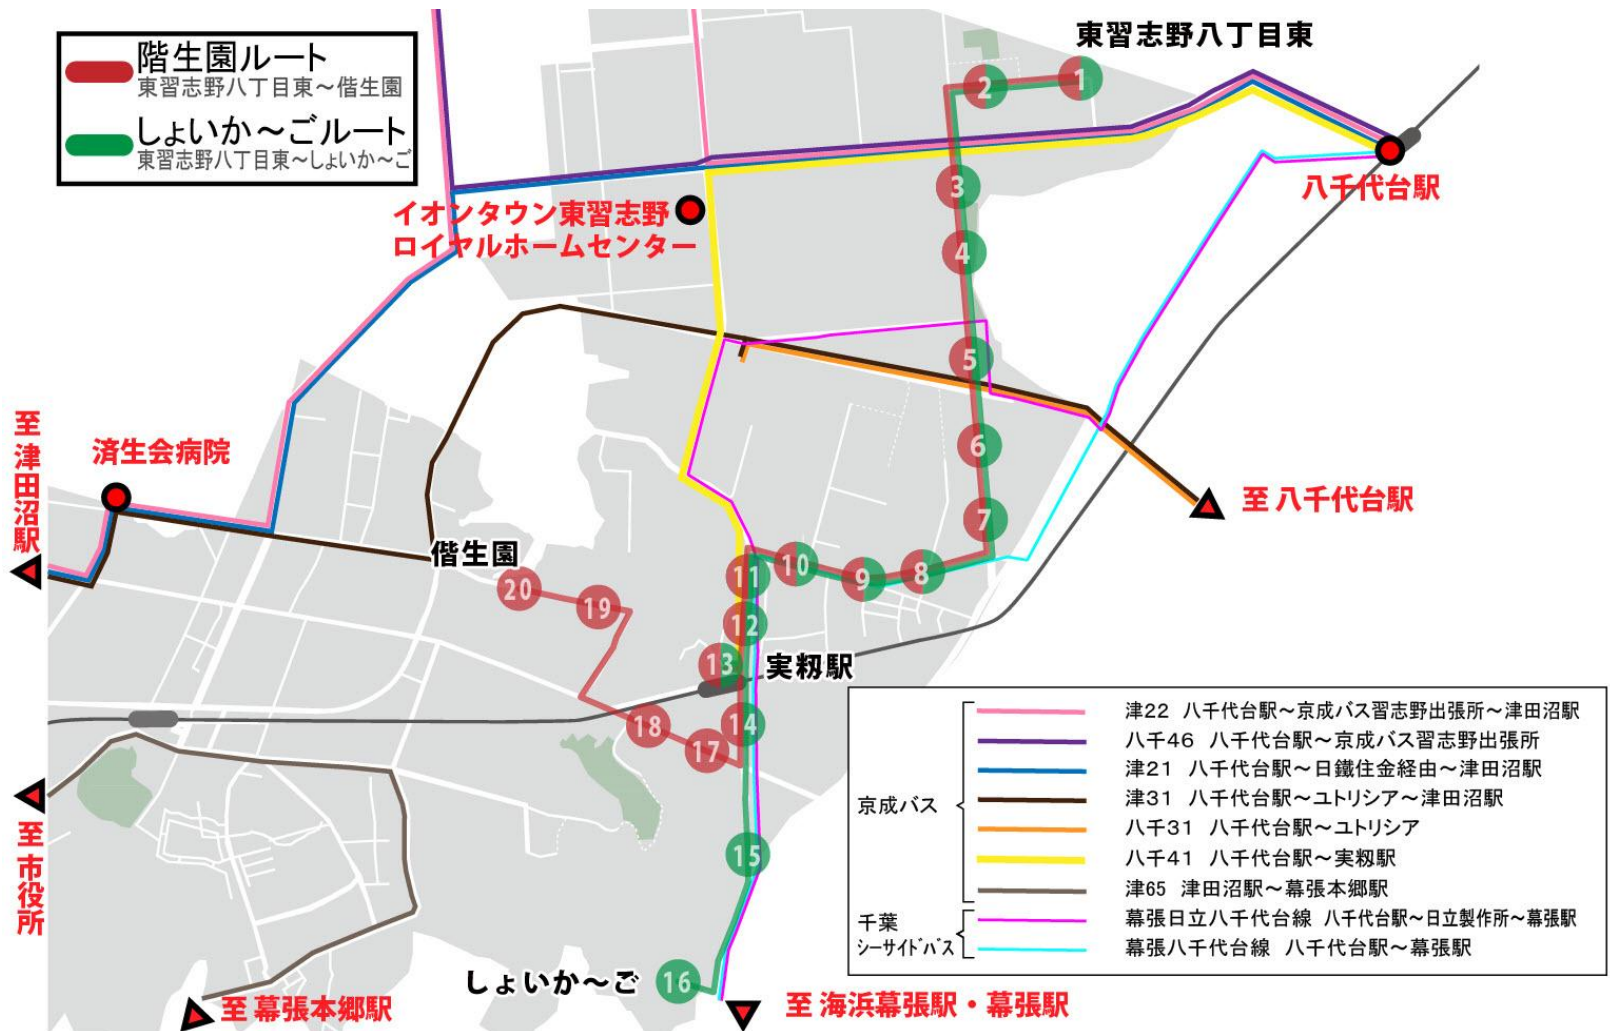 階生園ルート
東習志野八丁目東～偕生園
しょいか～ごルート
東習志野八丁目東～しょいか～ご
東習志野八丁目東
1
2
八千代台駅
3
イオンタウン東習志野
ロイヤルホームセンター
4
5
至 津田沼駅
済生会病院
6
至 八千代台駅
7
偕生園
20
19
10
9
8
11
12
13
実籾駅
14
18
17
15
16
しょいか～ご
至 市役所
至 幕張本郷駅
至 海浜幕張駅・幕張駅
京成バス
津22 八千代台駅～京成バス習志野出張所～津田沼駅
八千46 八千代台駅～京成バス習志野出張所
津21 八千代台駅～日鐵住金経由～津田沼駅
津31 八千代台駅～ユトリシア～津田沼駅
八千31 八千代台駅～ユトリシア
八千41 八千代台駅～実籾駅
津65 津田沼駅～幕張本郷駅
千葉
シーサイドバス
幕張日立八千代台線 八千代台駅～日立製作所～幕張駅
幕張八千代台線 八千代台駅～幕張駅